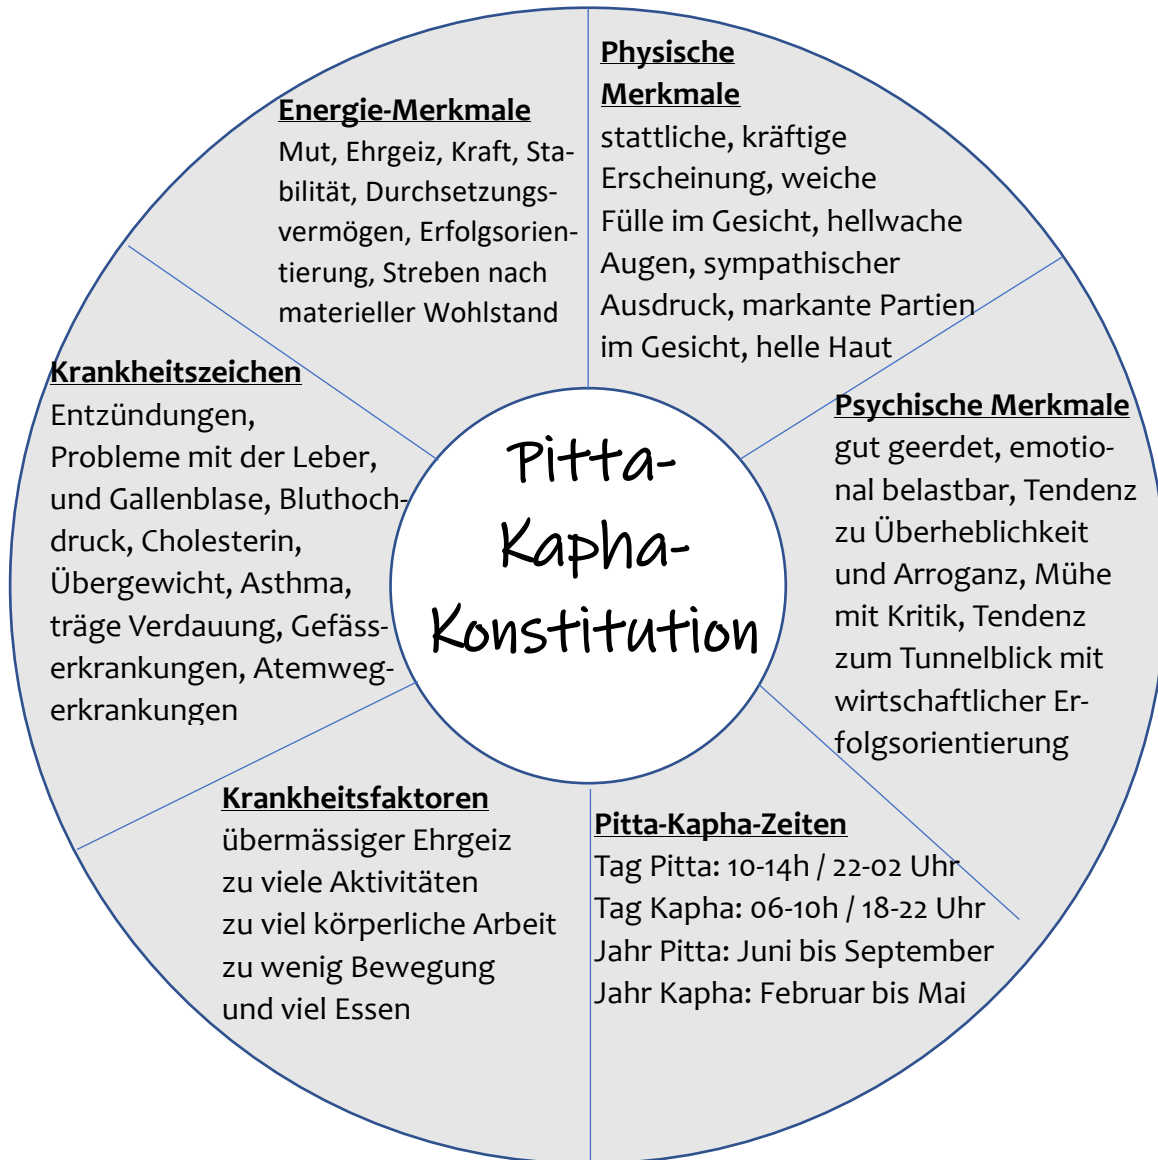 Physische
Merkmale
stattliche, kräftige
Erscheinung, weiche
Fülle im Gesicht, hellwache
Augen, sympathischer
Ausdruck, markante Partien
im Gesicht, helle Haut
Psychische Merkmale
gut geerdet, emotio-
nal belastbar, Tendenz
zu Überheblichkeit
und Arroganz, Mühe
mit Kritik, Tendenz
zum Tunnelblick mit
wirtschaftlicher Er-
folgsorientierung
Pitta-Kapha-Zeiten
Tag Pitta: 10-14h / 22-02 Uhr
Tag Kapha: 06-10h / 18-22 Uhr
Jahr Pitta: Juni bis September
Jahr Kapha: Februar bis Mai
Krankheitsfaktoren
übermässiger Ehrgeiz
zu viele Aktivitäten
zu viel körperliche Arbeit
zu wenig Bewegung
und viel Essen
Krankheitszeichen
Entzündungen,
Probleme mit der Leber,
und Gallenblase, Bluthoch-
druck, Cholesterin,
Übergewicht, Asthma,
träge Verdauung, Gefäss-
erkrankungen, Atemweg-
erkrankungen
Energie-Merkmale
Mut, Ehrgeiz, Kraft, Sta-
bilität, Durchsetzungs-
vermögen, Erfolgsorien-
tierung, Streben nach
materieller Wohlstand
Pitta-
Kapha-
Konstitution